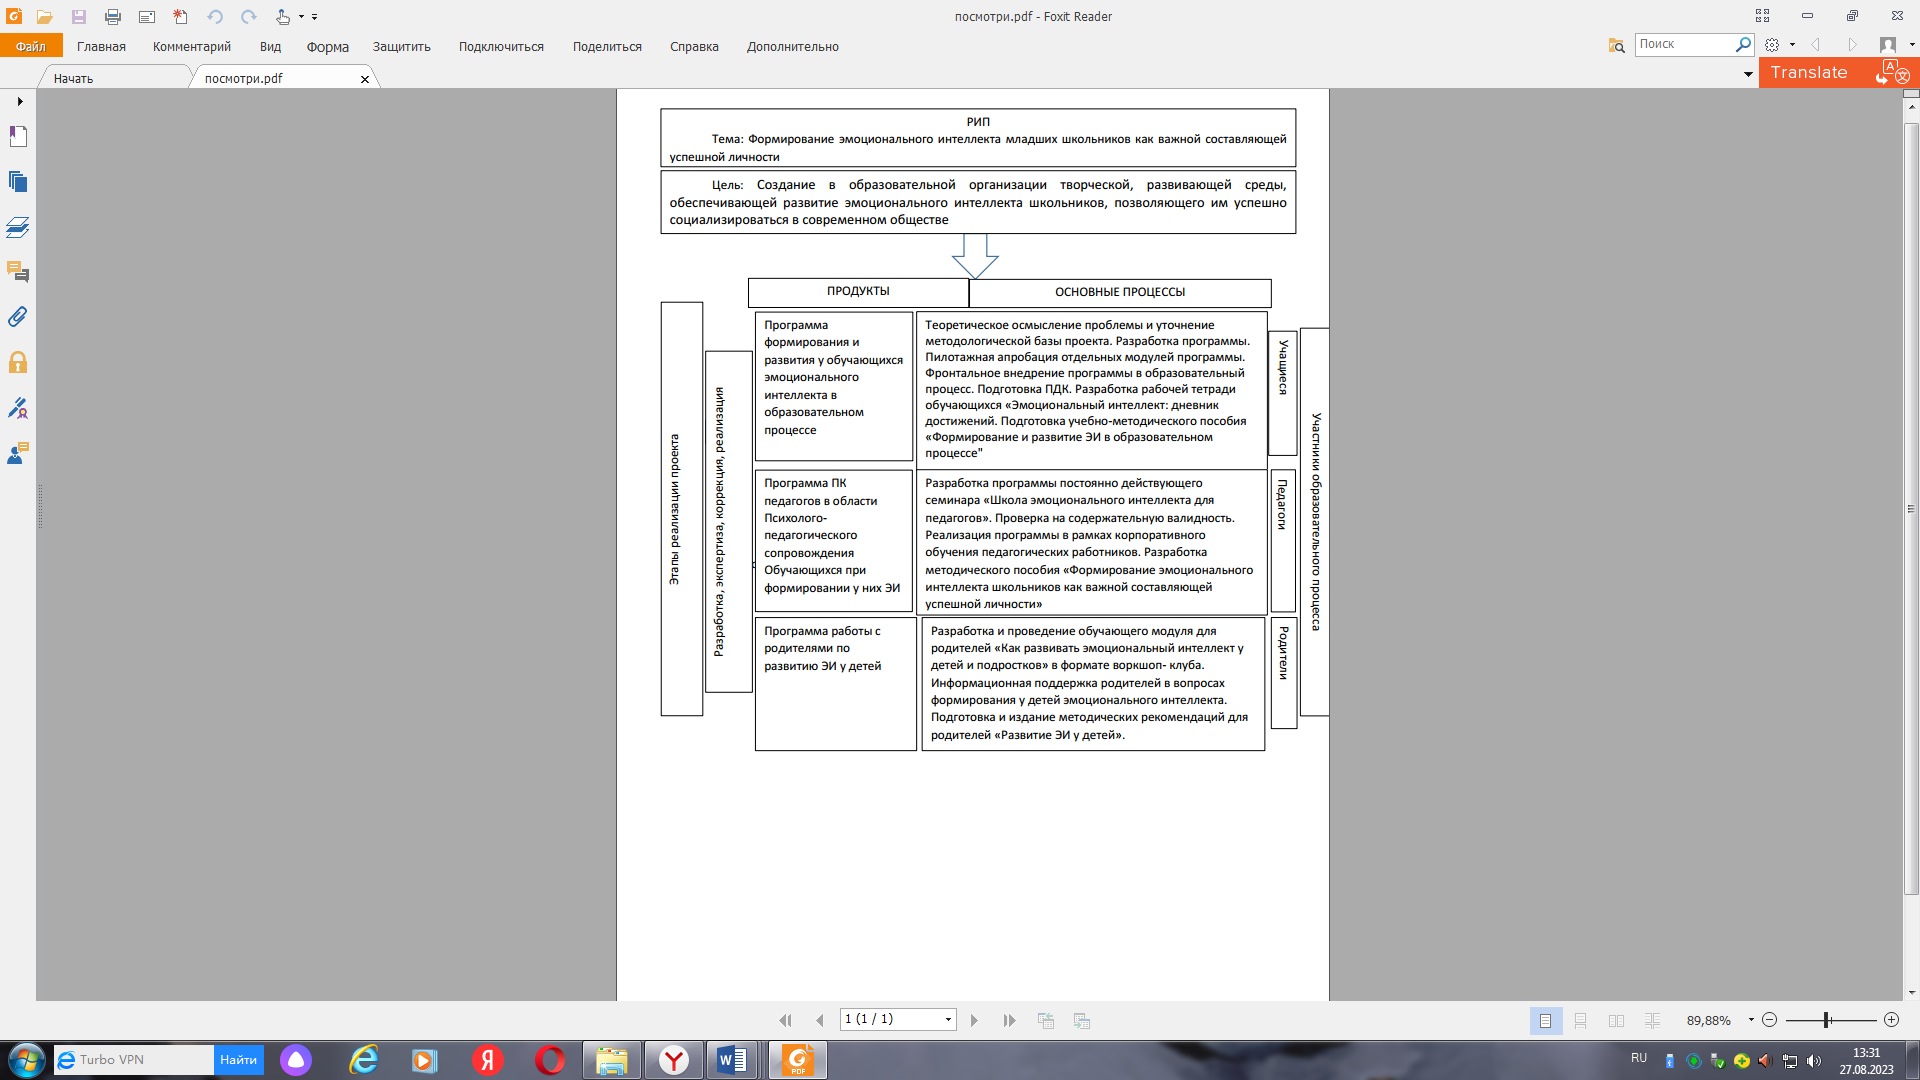 посмотри.pdf - Foxit Reader
Файл Главная Комментарий Вид Форма Защитить Подключиться Поделиться Справка Дополнительно
Поиск
Начать
посмотри.pdf
Translate
РИП
Тема: Формирование эмоционального интеллекта младших школьников как важной составляющей
успешной личности
Цель: Создание в образовательной организации творческой, развивающей среды,
обеспечивающей развитие эмоционального интеллекта школьников, позволяющего им успешно
социализироваться в современном обществе
ПРОДУКТЫ
ОСНОВНЫЕ ПРОЦЕССЫ
Этапы реализации проекта
Разработка, экспертиза, коррекция, реализация
Программа
формирования и
развития у обучающихся
эмоционального
интеллекта в
образовательном
процессе
Теоретическое осмысление проблемы и уточнение
методологической базы проекта. Разработка программы.
Пилотажная апробация отдельных модулей программы.
Фронтальное внедрение программы в образовательный
процесс. Подготовка ПДК. Разработка рабочей тетради
обучающихся «Эмоциональный интеллект: дневник
достижений. Подготовка учебно-методического пособия
«Формирование и развитие ЭИ в образовательном
процессе"
Учащиеся
Участники образовательного процесса
Программа ПК
педагогов в области
Психолого-
педагогического
сопровождения
Обучающихся при
формировании у них ЭИ
Разработка программы постоянно действующего
семинара «Школа эмоционального интеллекта для
педагогов». Проверка на содержательную валидность.
Реализация программы в рамках корпоративного
обучения педагогических работников. Разработка
методического пособия «Формирование эмоционального
интеллекта школьников как важной составляющей
успешной личности»
Педагоги
Программа работы с
родителями по
развитию ЭИ у детей
Разработка и проведение обучающего модуля для
родителей «Как развивать эмоциональный интеллект у
детей и подростков» в формате воркшоп- клуба.
Информационная поддержка родителей в вопросах
формирования у детей эмоционального интеллекта.
Подготовка и издание методических рекомендаций для
родителей «Развитие ЭИ у детей».
Родители
1 (1 / 1)
89,88%
Turbo VPN
Найти
RU
13:31
27.08.2023